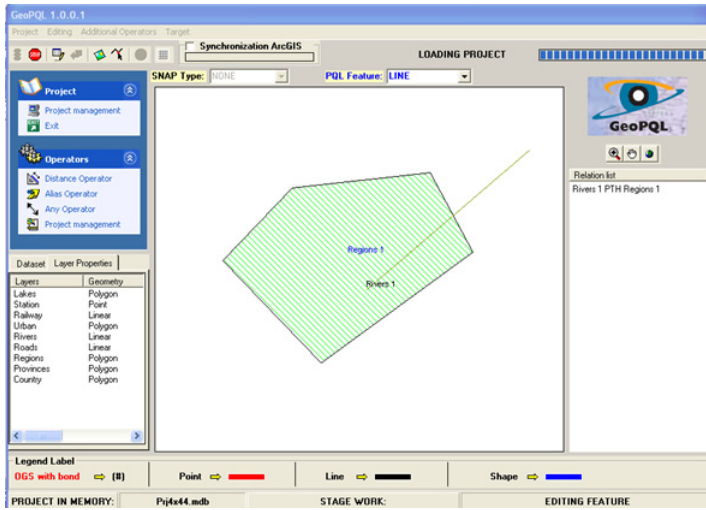 GeoPQL 1.0.0.1
Project Editing Additional Operators Target
STOP
Synchronization ArcGIS
LOADING PROJECT
SNAP Type: NONE
PQL Feature: LINE
Project
Project management
Exit
Operators
Distance Operator
Alias Operator
Any Operator
Project management
Dataset Layer Properties
Layers Geometry
Lakes Polygon
Station Point
Railway Linear
Urban Polygon
Rivers Linear
Roads Linear
Regions Polygon
Provinces Polygon
Country Polygon
Regions 1
Rivers 1
GeoPQL
Relation list
Rivers 1 PTH Regions 1
Legend Label
OGS with bond (#)
Point
Line
Shape
PROJECT IN MEMORY: Prj4x44.mdb STAGE WORK: EDITING FEATURE